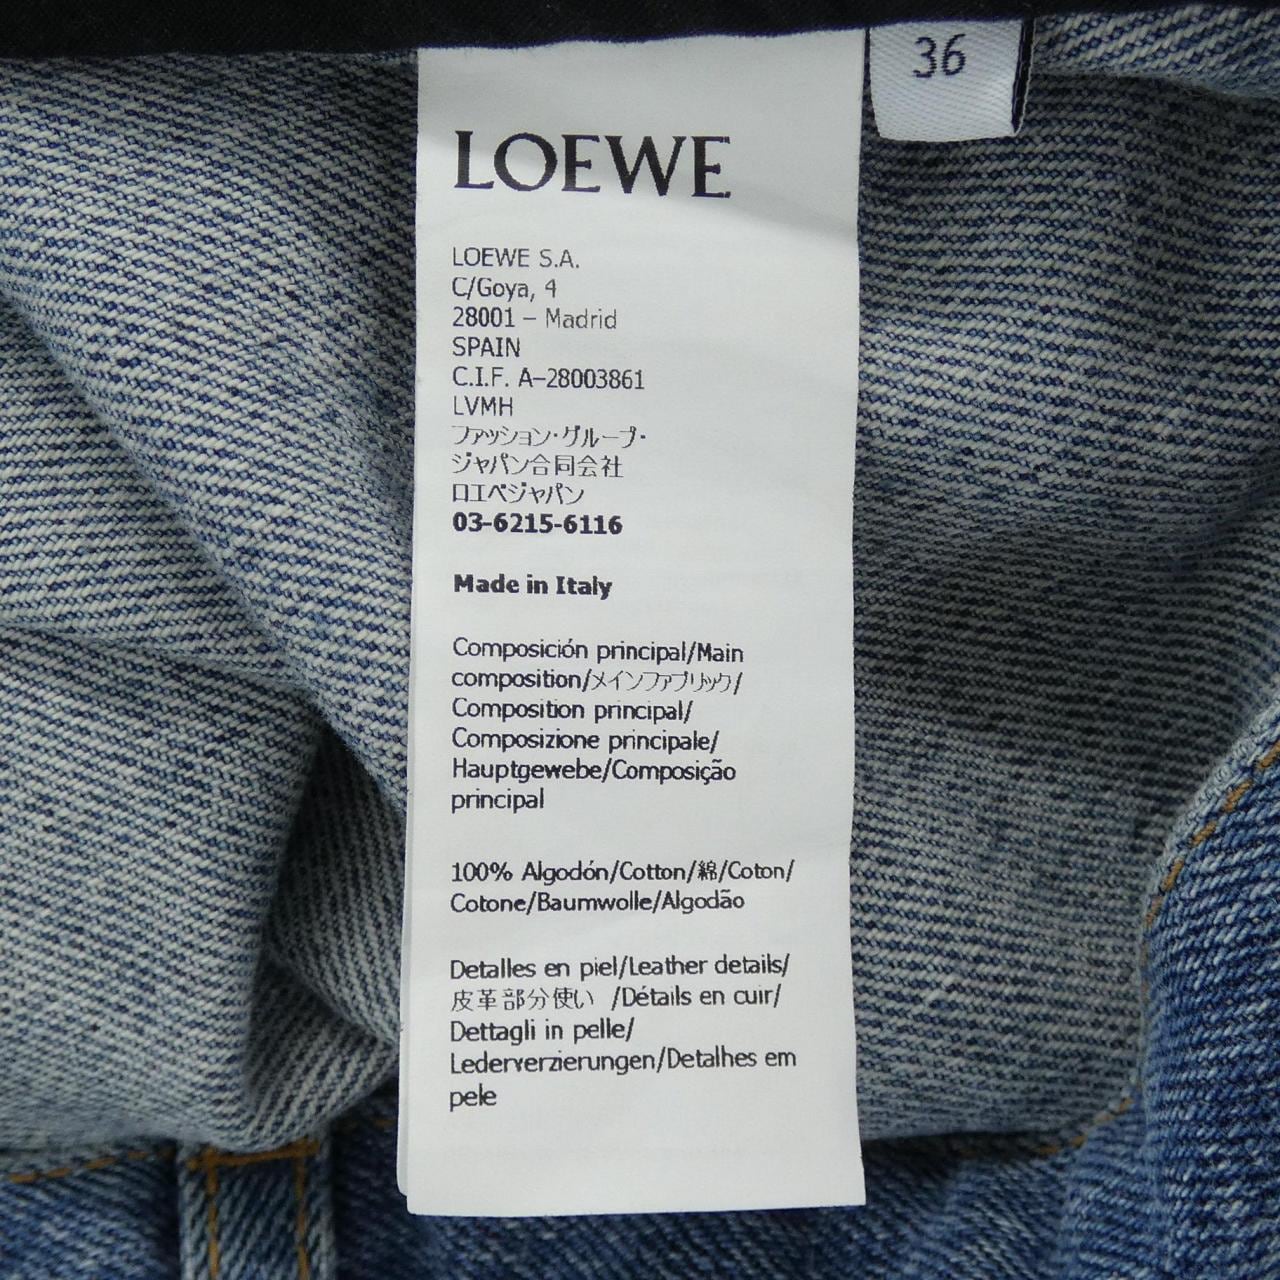 36
LOEWE
LOEWE S.A.
C/Goya, 4
28001 – Madrid
SPAIN
C.I.F. A-28003861
LVMH
ファッション・グループ・
ジャパン合同会社
ロエベジャパン
03-6215-6116
Made in Italy
Composición principal/Main
composition/メインファブリック/
Composition principal/
Composizione principale/
Hauptgewebe/Composição
principal
100% Algodón/Cotton/綿/Coton/
Cotone/Baumwolle/Algodão
Detalles en piel/Leather details/
皮革部分使い /Détails en cuir/
Dettagli in pelle/
Lederverzierungen/Detalhes em
pele